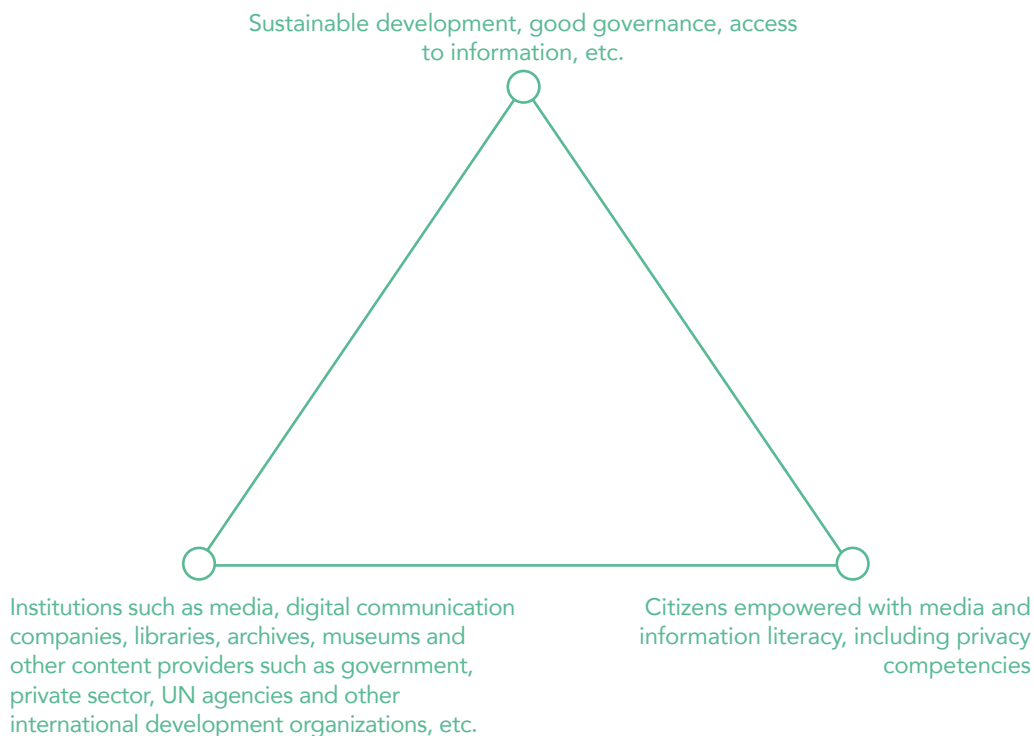 Sustainable development, good governance, access
to information, etc.
Institutions such as media, digital communication
companies, libraries, archives, museums and
other content providers such as government,
private sector, UN agencies and other
international development organizations, etc.
Citizens empowered with media and
information literacy, including privacy
competencies